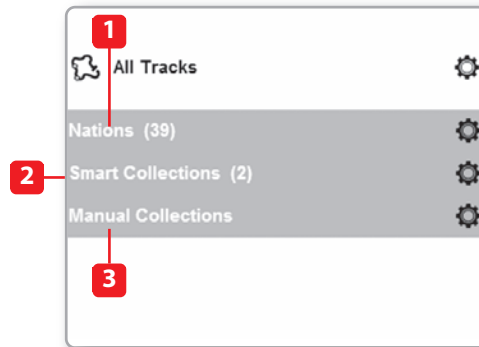 1
All Tracks
Nations (39)
2
Smart Collections (2)
Manual Collections
3